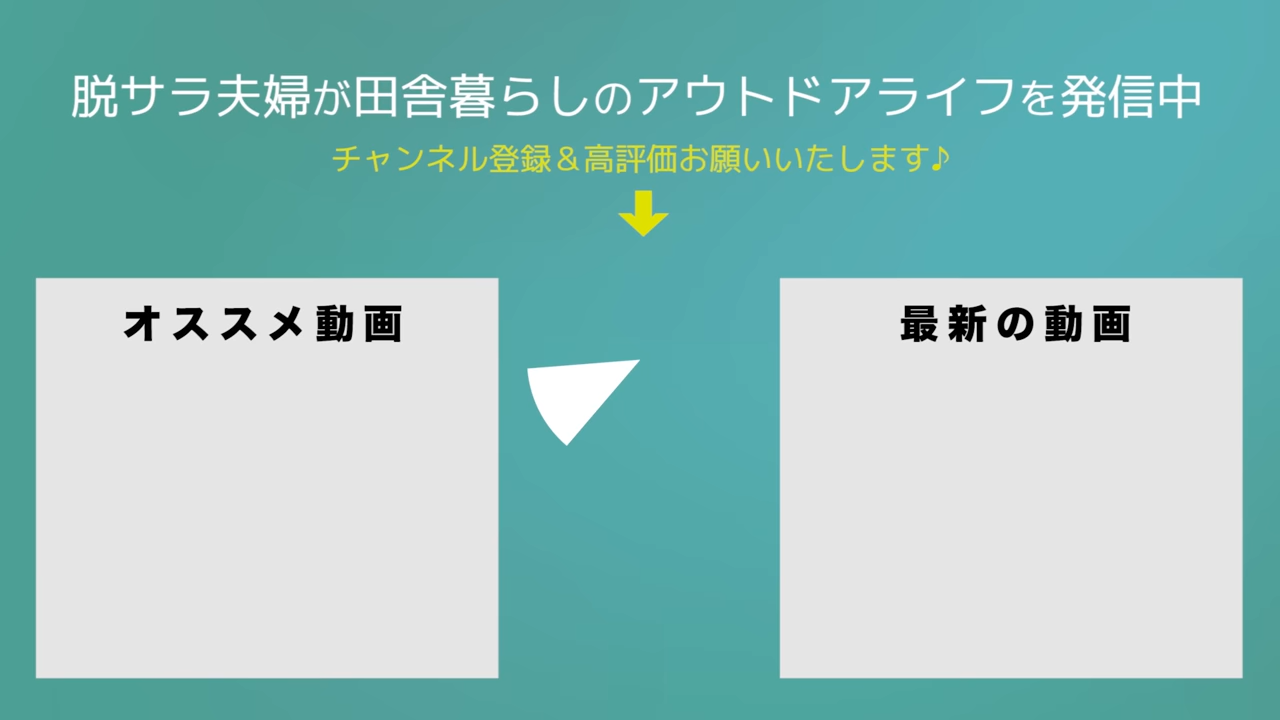 脱サラ夫婦が田舎暮らしのアウトドアライフを発信中
チャンネル登録＆高評価お願いいたします♪
オススメ動画
最新の動画